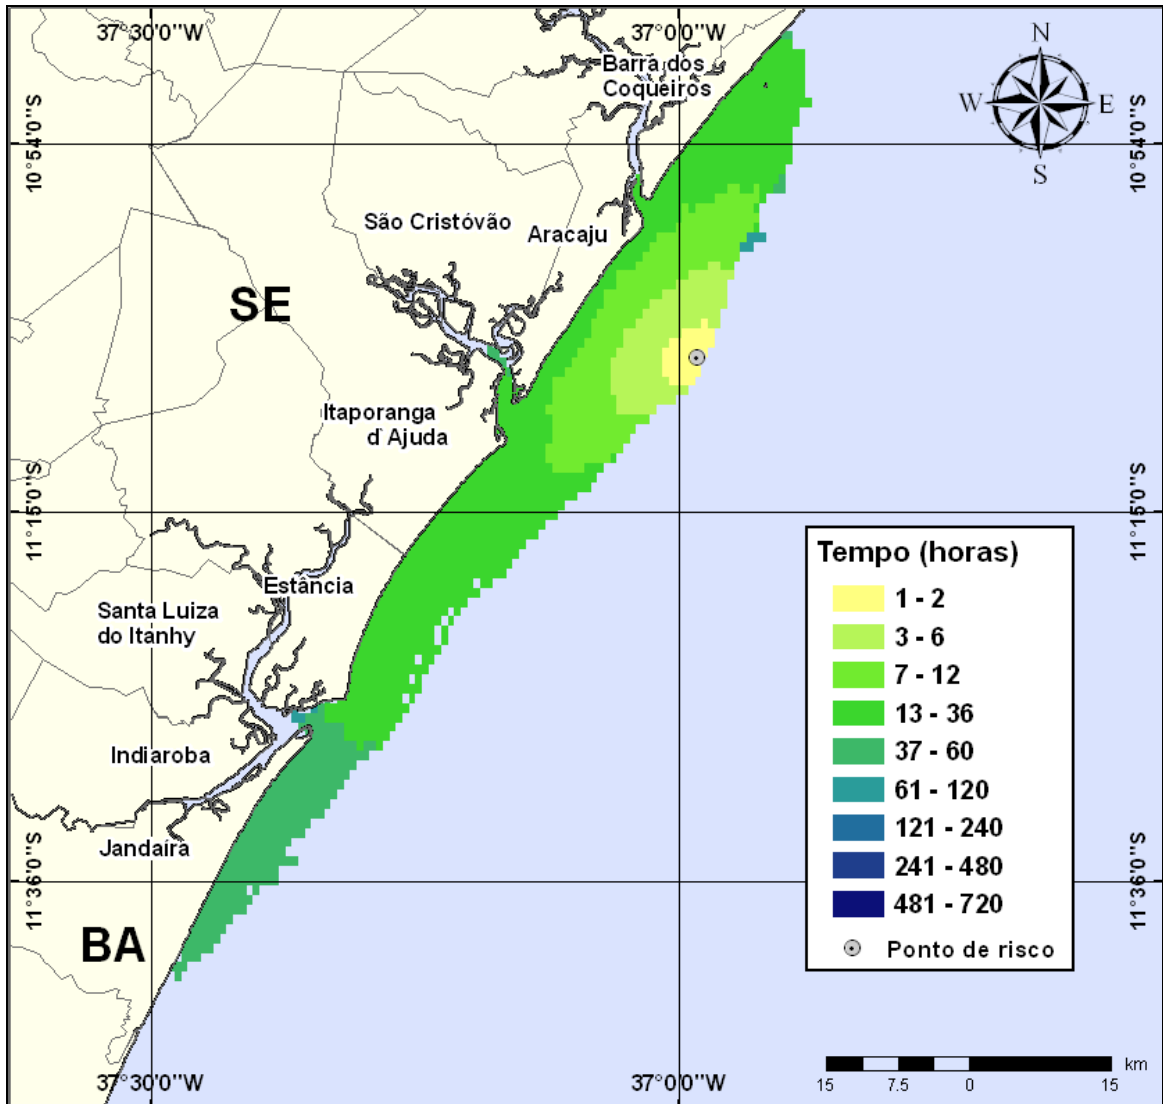 37°30'0"W
37°0'0"W
N
W
E
S
Barra dos
Coqueiros
10°54'0"S
10°54'0"S
São Cristóvão
Aracaju
SE
Itaporanga
d`Ajuda
11°15'0"S
11°15'0"S
Estância
Santa Luiza
do Itanhy
Indiaroba
Jandaíra
11°36'0"S
11°36'0"S
BA
Tempo (horas)
1 - 2
3 - 6
7 - 12
13 - 36
37 - 60
61 - 120
121 - 240
241 - 480
481 - 720
Ponto de risco
37°30'0"W
37°0'0"W
km
15 7.5 0 15